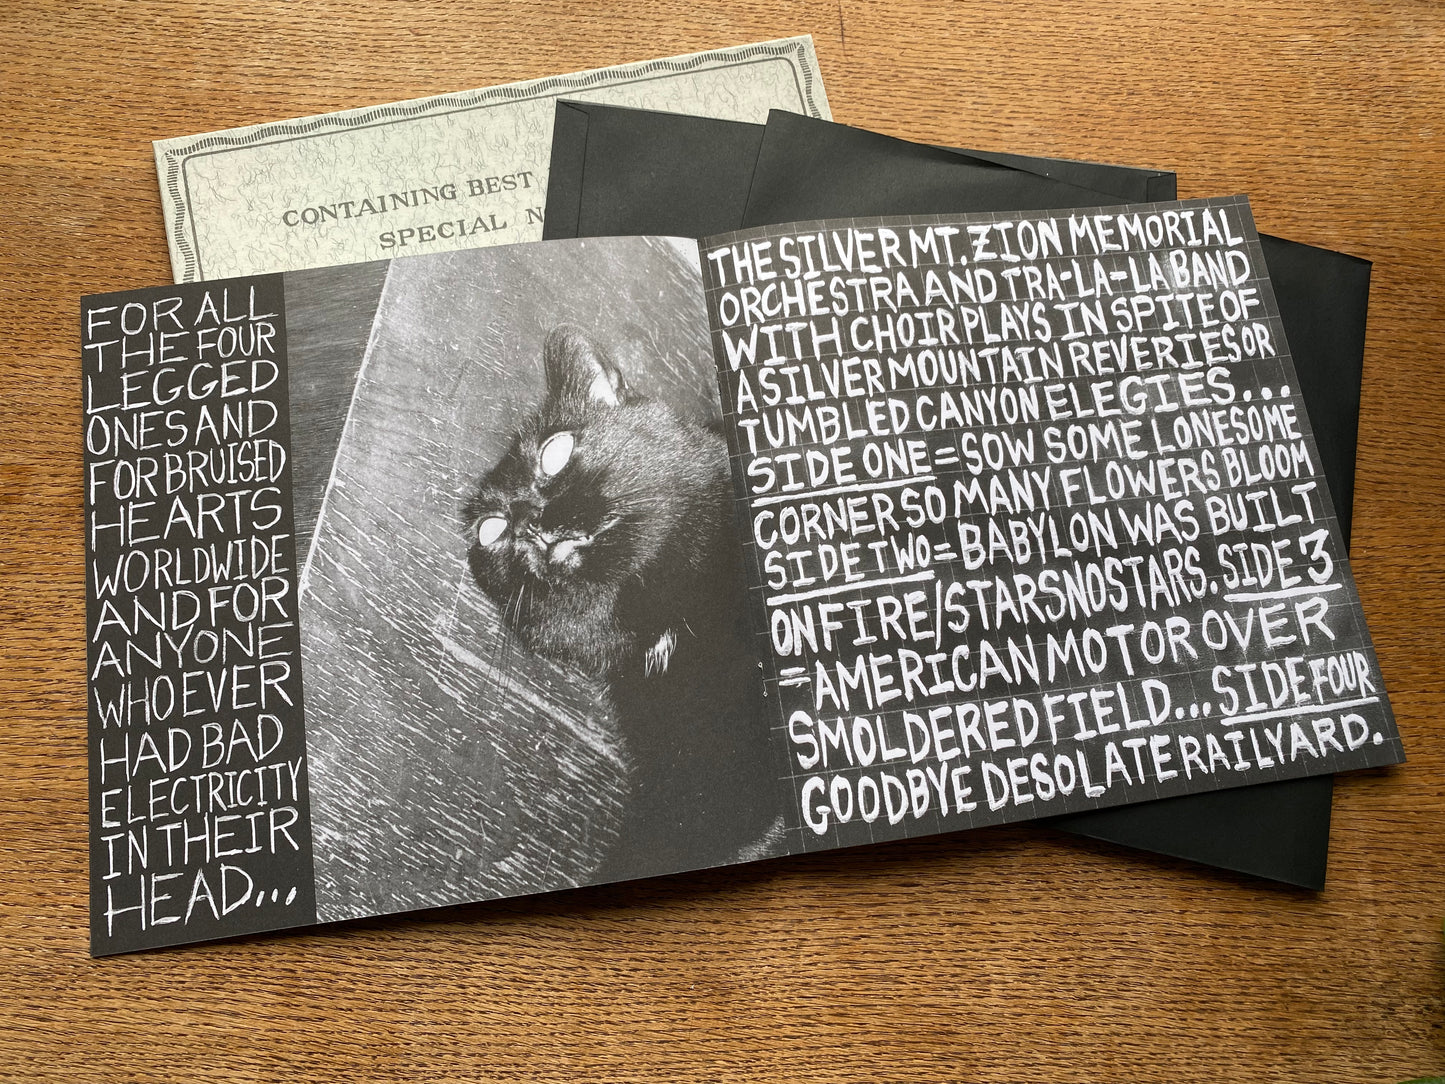 CONTAINING BEST
SPECIAL N
FOR ALL
THE FOUR
LEGGED
ONES AND
FOR BRUISED
HEARTS
WORLDWIDE
AND FOR
ANYONE
WHO EVER
HAD BAD
ELECTRICITY
IN THEIR
HEAD...
THE SILVER MT. ZION MEMORIAL
ORCHESTRA AND TRA-LA-LA BAND
WITH CHOIR PLAYS IN SPITE OF
A SILVER MOUNTAIN REVERIES OR
TUMBLED CANYON ELEGIES...
SIDE ONE = SOW SOME LONESOME
CORNER SO MANY FLOWERS BLOOM
SIDE TWO = BABYLON WAS BUILT
ON FIRE/STARSNOSTARS. SIDE 3
= AMERICAN MOTOR OVER
SMOLDERED FIELD... SIDE FOUR
GOODBYE DESOLATE RAILYARD.